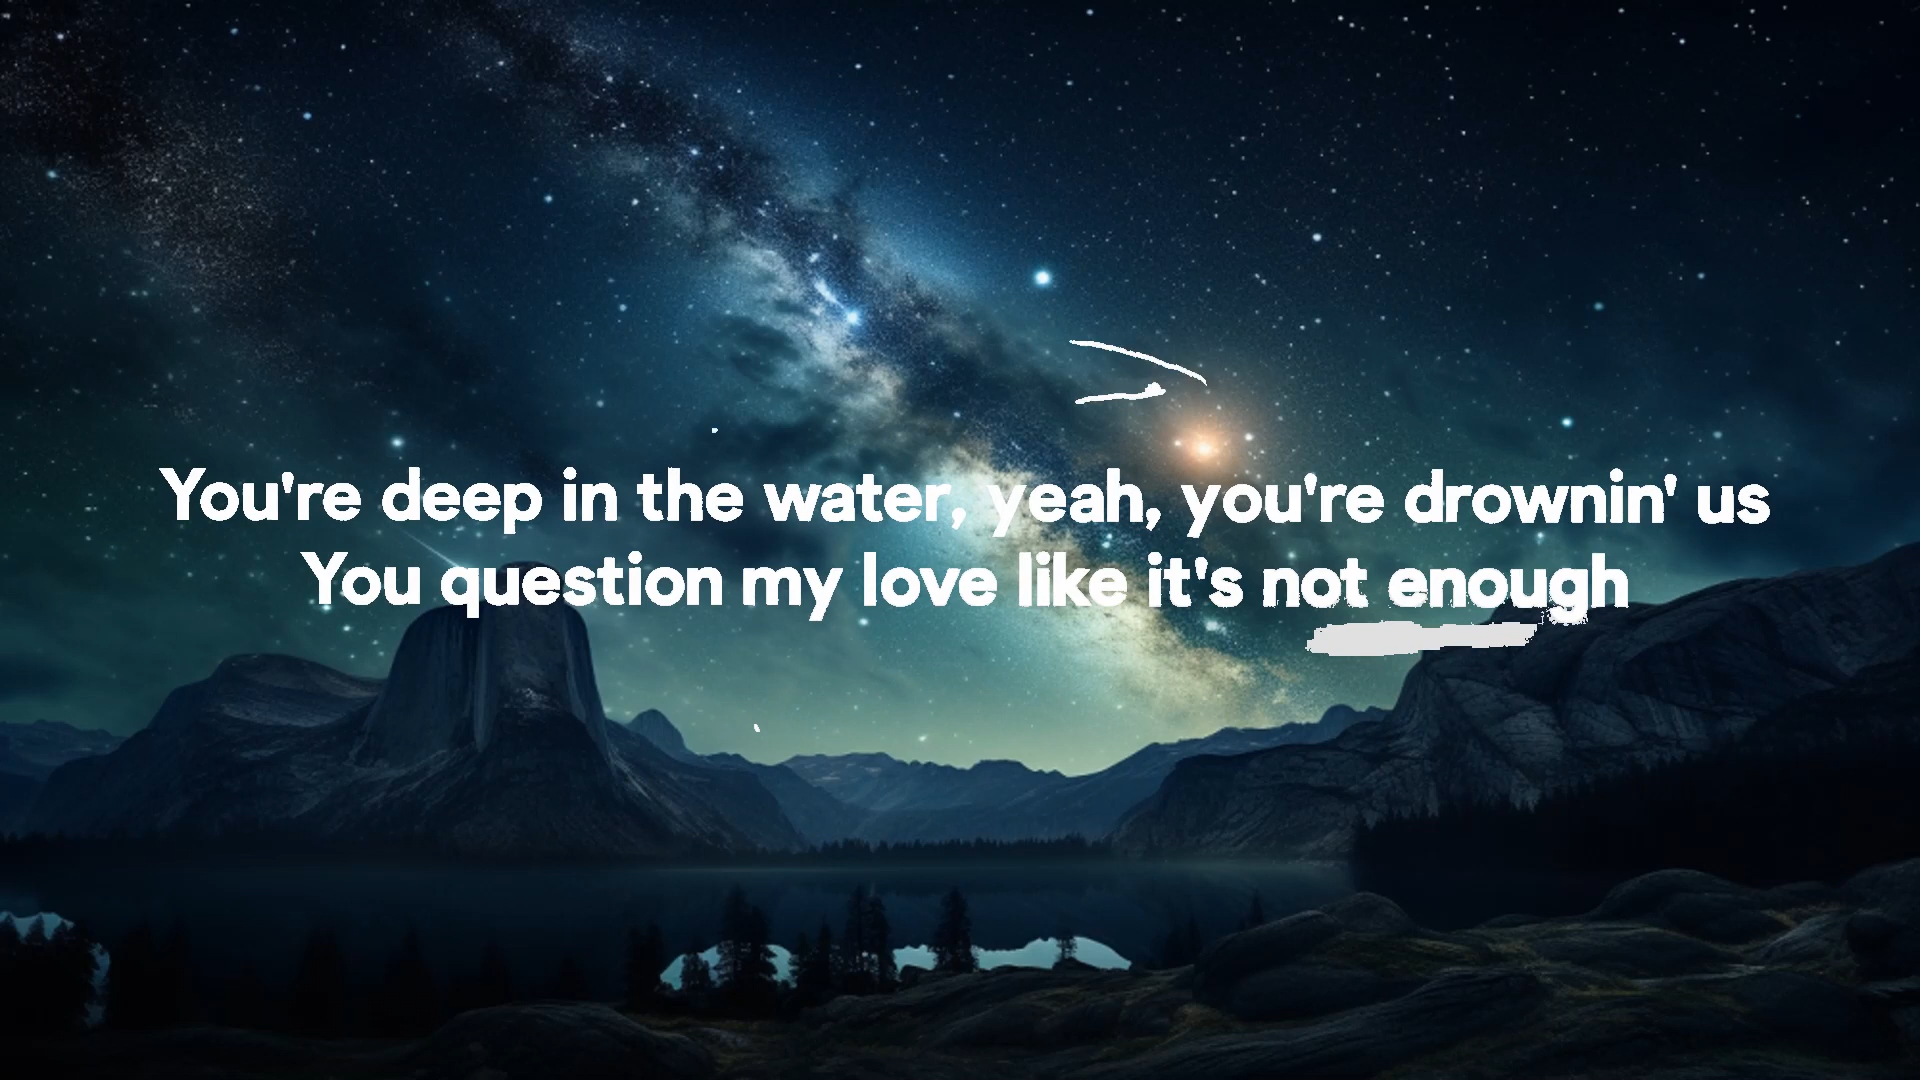 You're deep in the water, yeah, you're drownin' us
You question my love like it's not enough